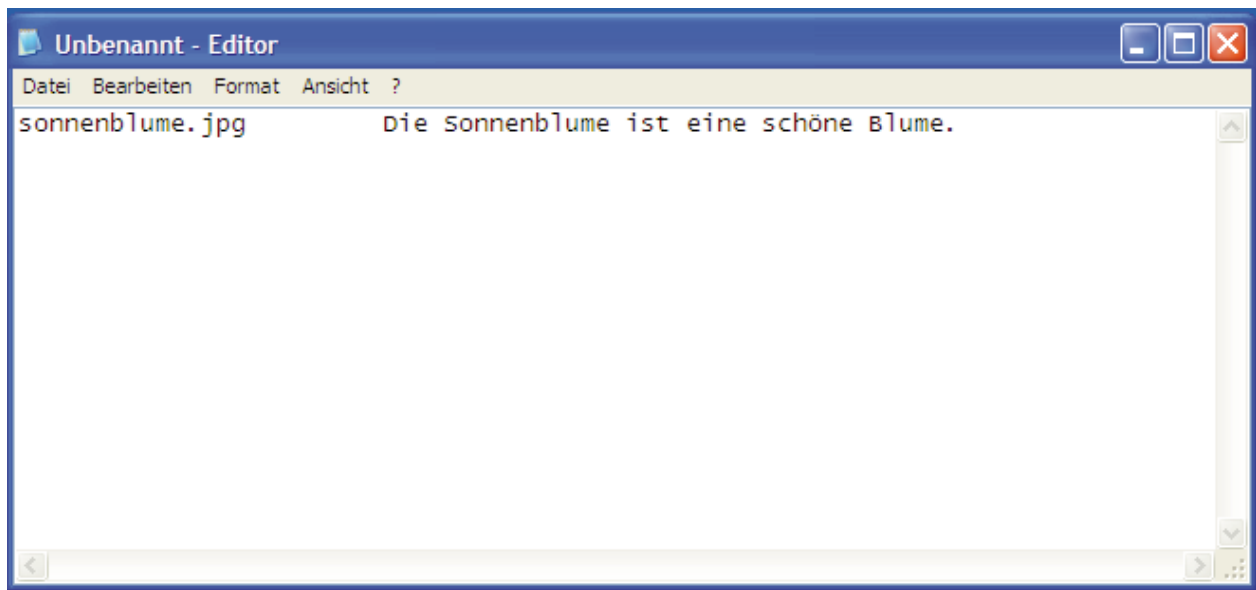 Unbenannt - Editor
Datei Bearbeiten Format Ansicht ?
sonnenblume.jpg Die Sonnenblume ist eine schöne Blume.